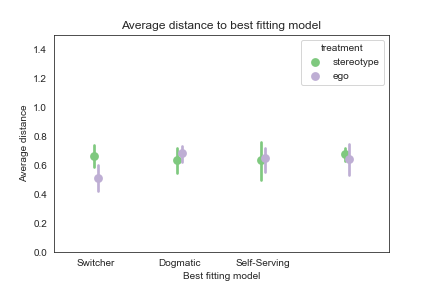 Average distance to best fitting model
treatment
stereotype
ego
1.4
1.2
1.0
0.8
0.6
0.4
0.2
0.0
Average distance
Switcher Dogmatic Self-Serving
Best fitting model